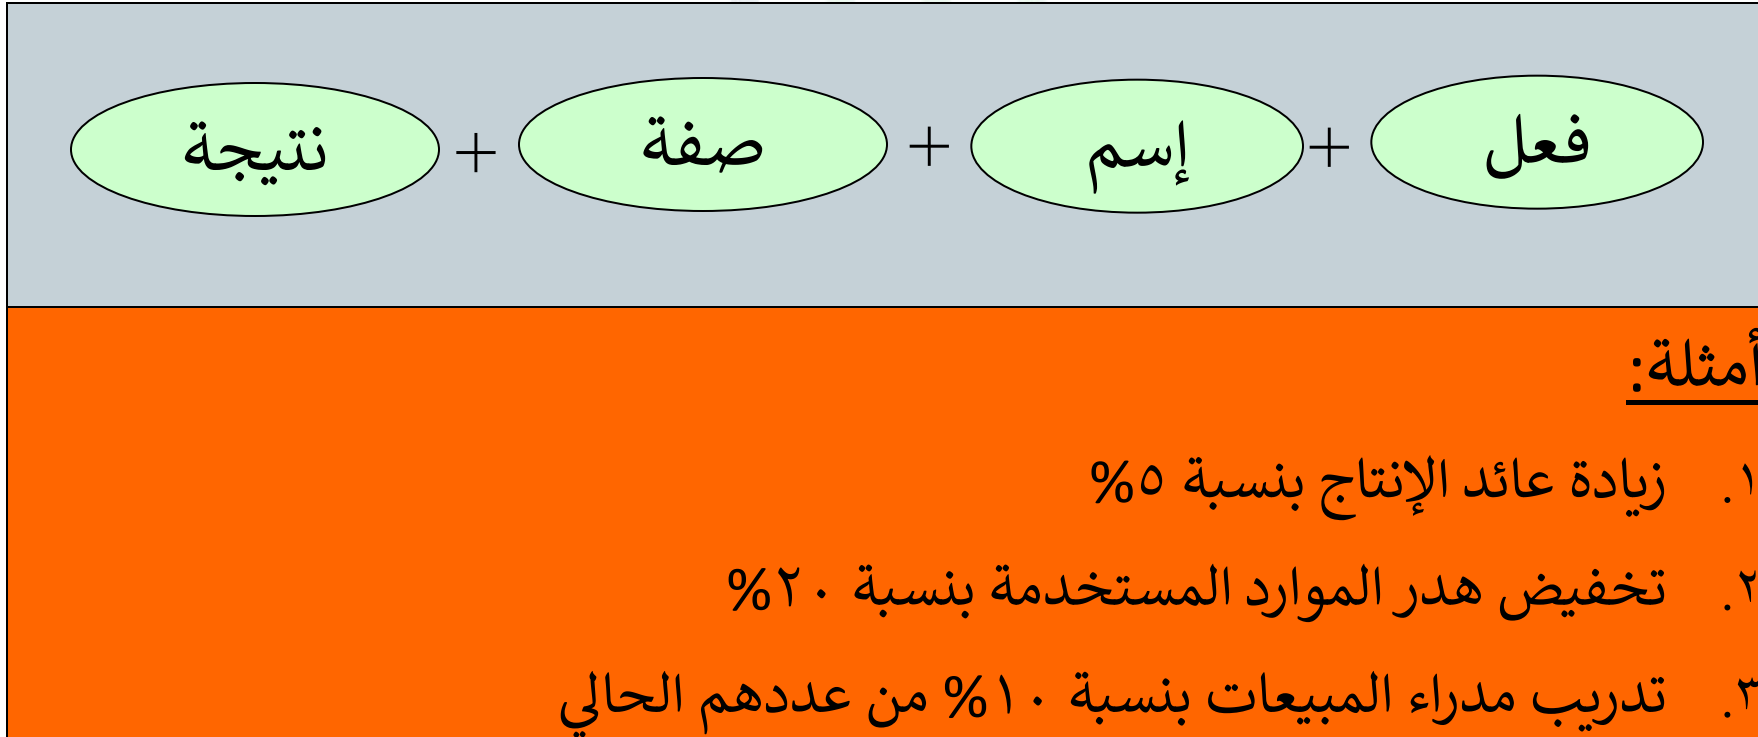 فعل + إسم + صفة + نتيجة
أمثلة:
١. زيادة عائد الإنتاج بنسبة ٥%
٢. تخفيض هدر الموارد المستخدمة بنسبة ٢٠%
٣. تدريب مدراء المبيعات بنسبة ١٠% من عددهم الحالي